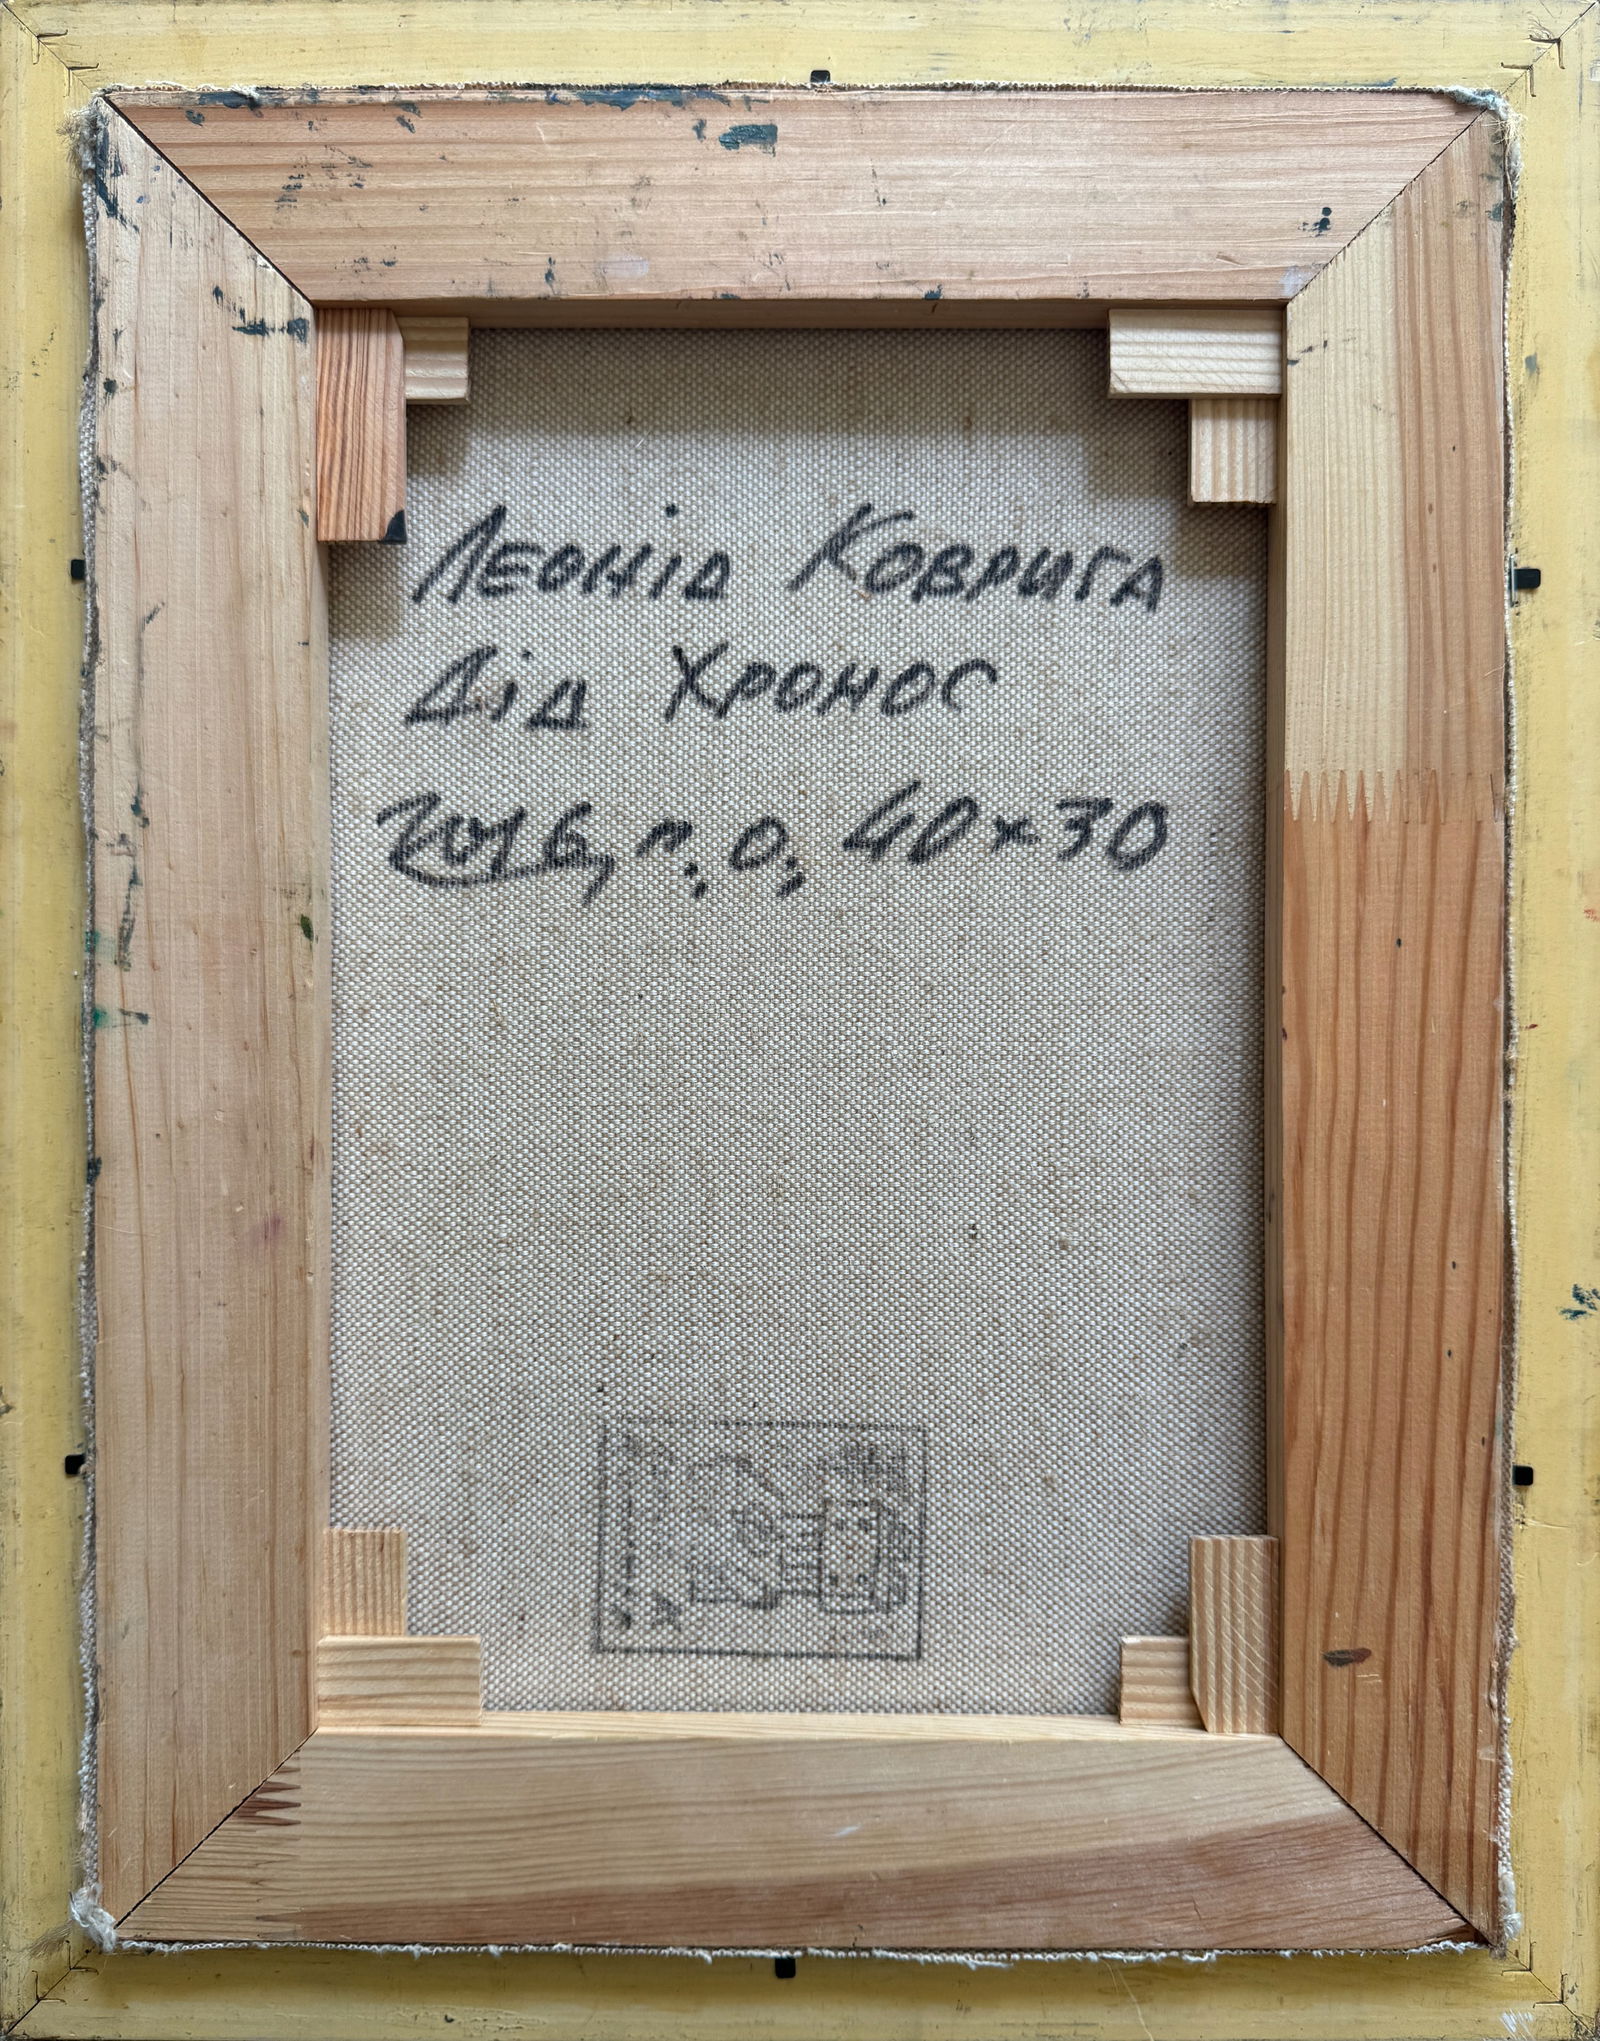 Леонід Коврига
Дід Хронос
2016, п.о. 40×30